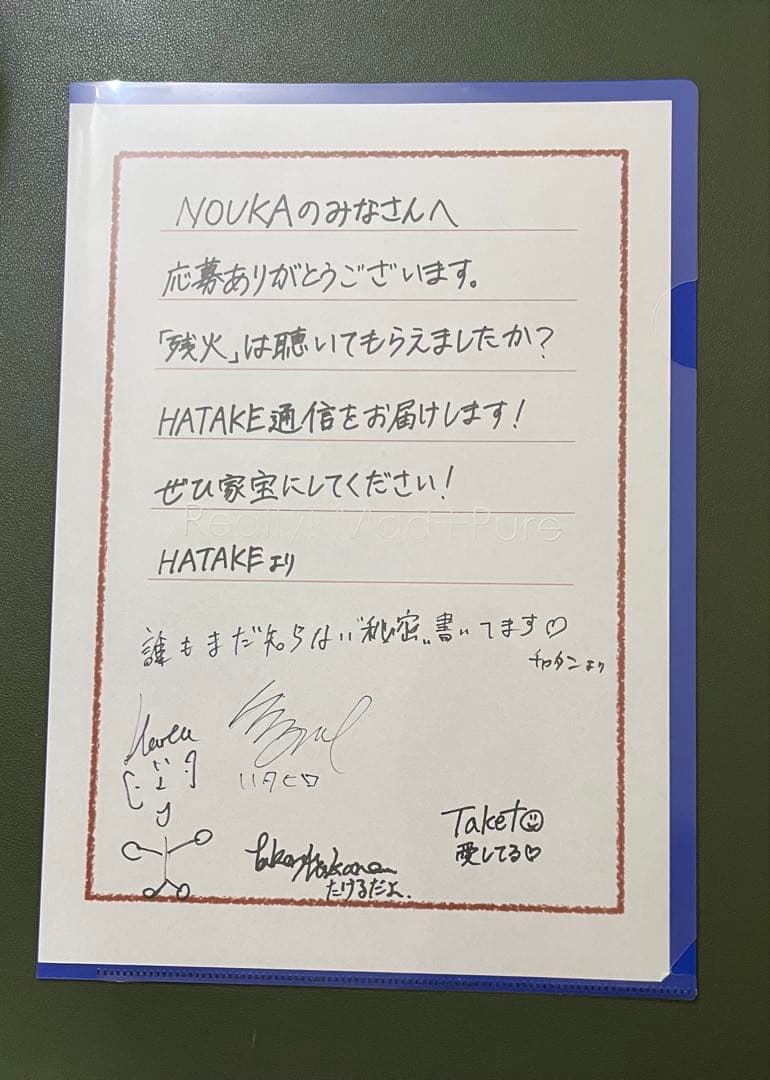 NOUKAのみなさんへ
応募ありがとうございます。
「残火」は聴いてもらえましたか?
HATAKE通信をお届けします!
ぜひ家宝にしてください!
Really Mad+Pure
HATAKEより
誰もまだ知らない"秘密"書いてます♡
チロタンより
ハタヒロ
Taketo
愛してる♡
たけるだよ.